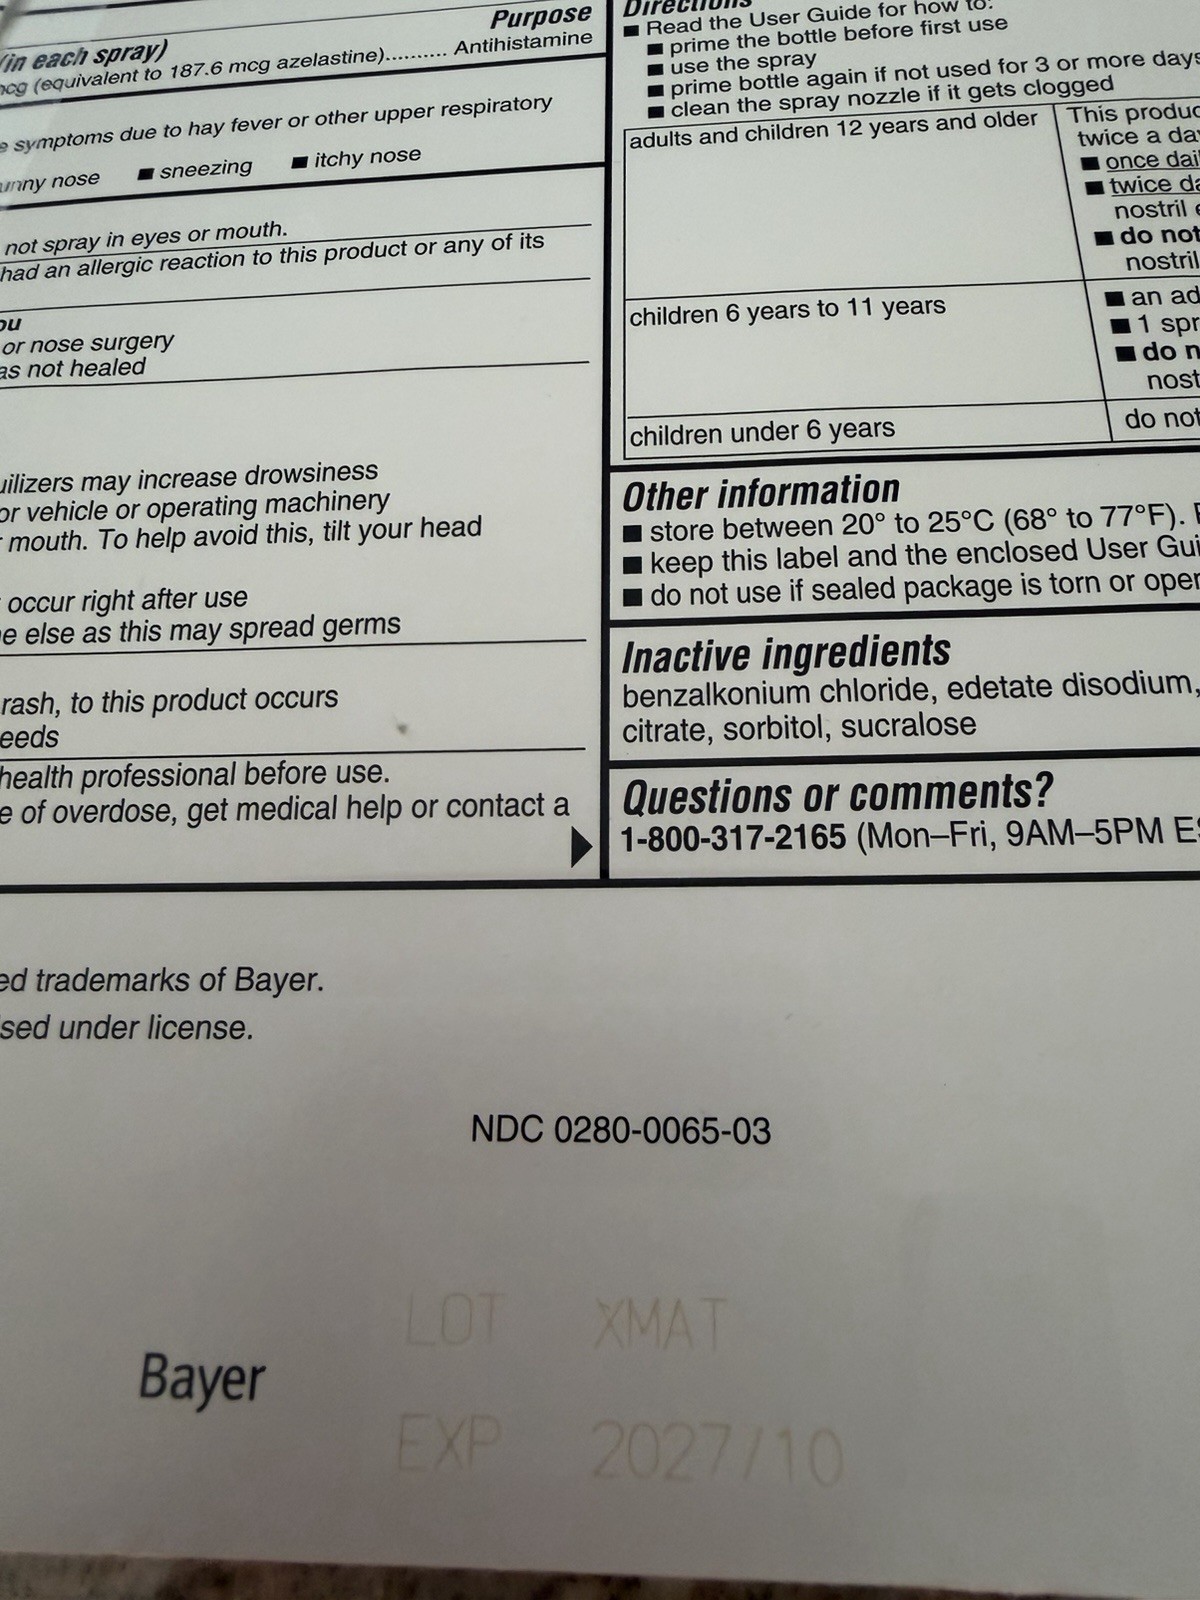 Purpose
(in each spray)
mcg (equivalent to 187.6 mcg azelastine).......... Antihistamine
symptoms due to hay fever or other upper respiratory
runny nose ■ sneezing ■ itchy nose
not spray in eyes or mouth.
had an allergic reaction to this product or any of its
ou
or nose surgery
as not healed
uilizers may increase drowsiness
or vehicle or operating machinery
mouth. To help avoid this, tilt your head
occur right after use
e else as this may spread germs
rash, to this product occurs
eeds
health professional before use.
e of overdose, get medical help or contact a
Directions
■ Read the User Guide for how to:
■ prime the bottle before first use
■ use the spray
■ prime bottle again if not used for 3 or more days
■ clean the spray nozzle if it gets clogged
adults and children 12 years and older
This produc
twice a da
■ once dail
■ twice da
nostril e
■ do not
nostril
children 6 years to 11 years
■ an ad
■ 1 spr
■ do n
nost
children under 6 years
do not
Other information
■ store between 20° to 25°C (68° to 77°F).
■ keep this label and the enclosed User Gui
■ do not use if sealed package is torn or open
Inactive ingredients
benzalkonium chloride, edetate disodium,
citrate, sorbitol, sucralose
Questions or comments?
1-800-317-2165 (Mon–Fri, 9AM–5PM ES
ed trademarks of Bayer.
sed under license.
NDC 0280-0065-03
LOT XMAT
Bayer
EXP 2027/10